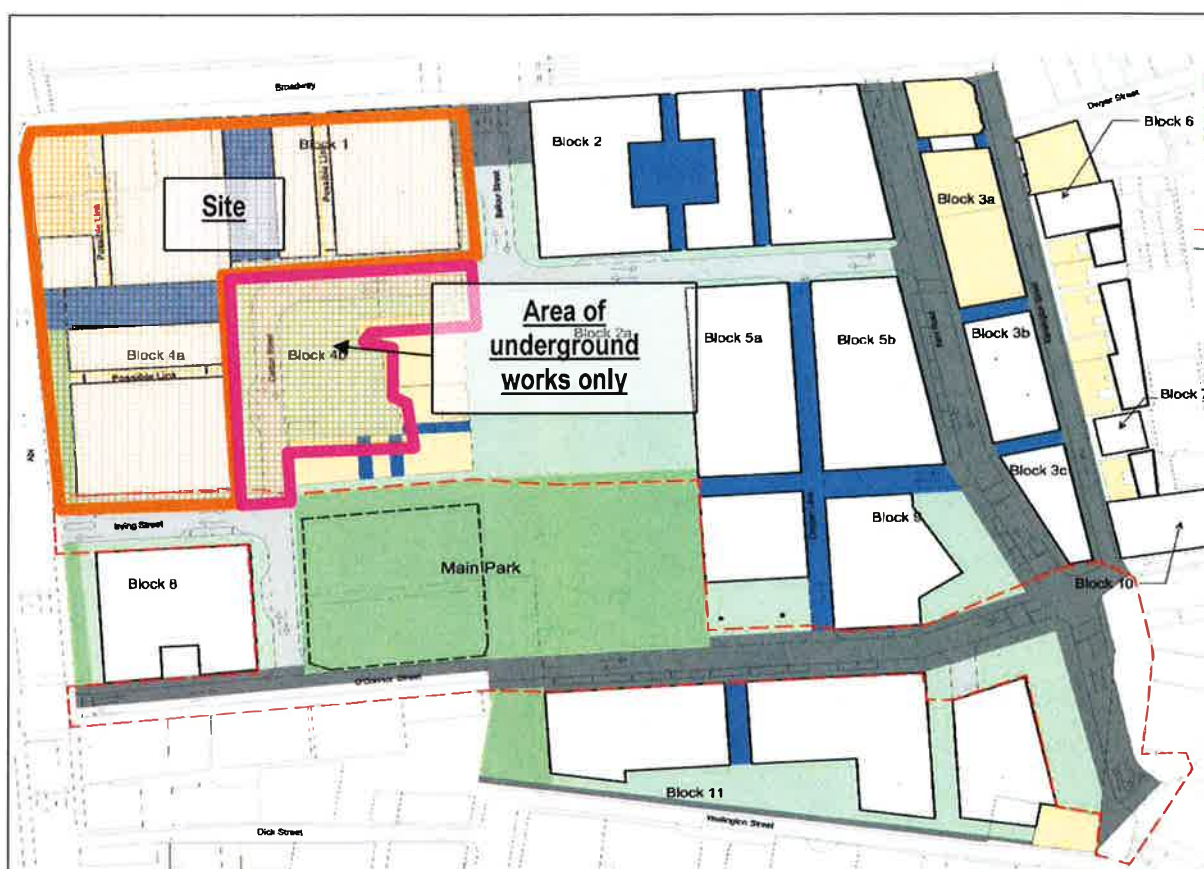 Broadway
Dwyer Street
Block 6
Block 1
Block 2
Possible Link
Possible Link
Balfour Street
Site
Block 3a
Area of
underground
works only
Block 2a
Block 5a
Block 5b
Block 3b
Block 4a
Possible Link
Block 4b
Block 7
Block 3c
Irving Street
Block 9
Main Park
Block 8
Block 10
O'Connor Street
Block 11
Wellington Street
Dick Street